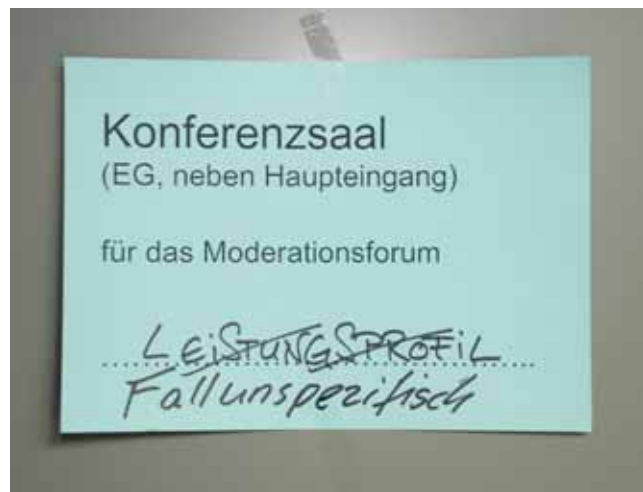 Konferenzsaal
(EG, neben Haupteingang)
für das Moderationsforum
LEiSTUNGSPROFiL
Fallunspezifisch